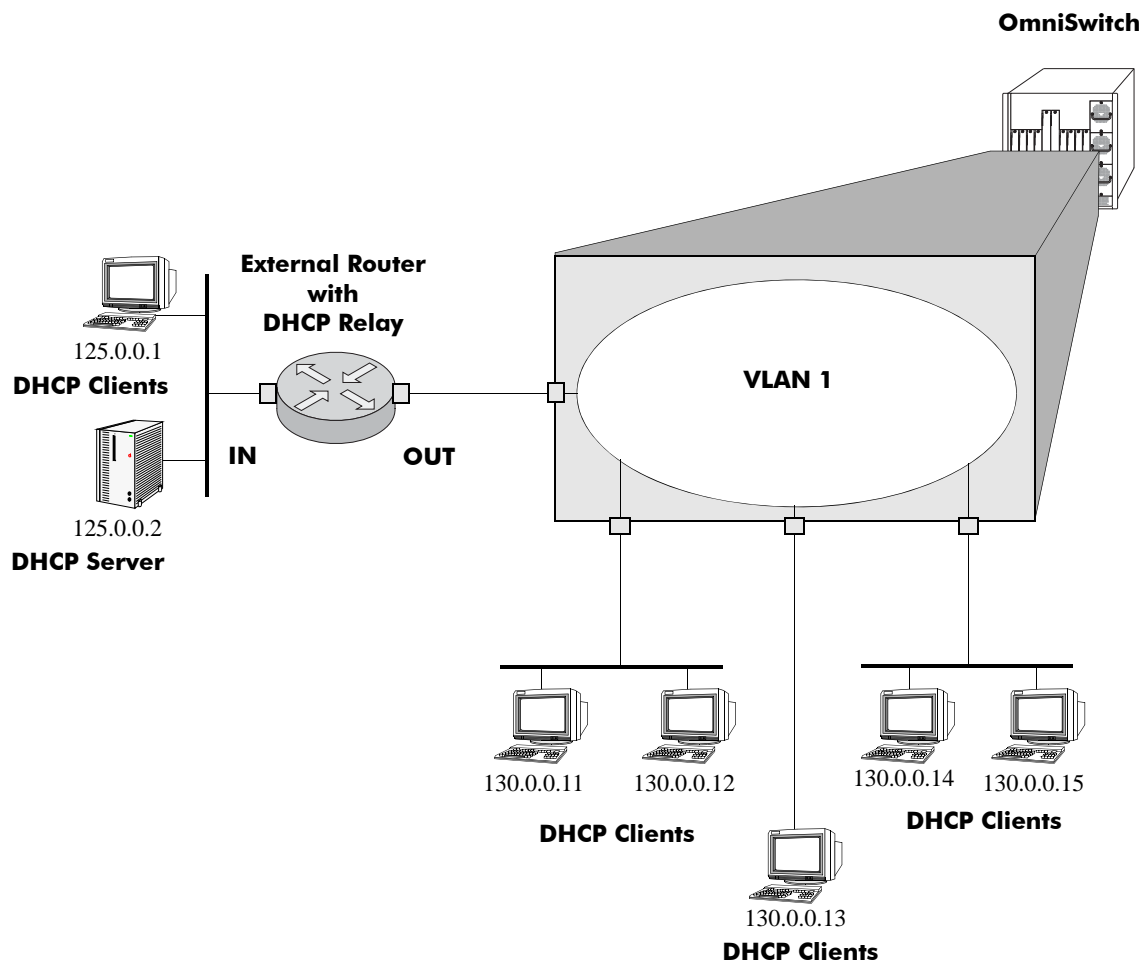 OmniSwitch
External Router
with
DHCP Relay
125.0.0.1
DHCP Clients
VLAN 1
IN
OUT
125.0.0.2
DHCP Server
130.0.0.11
130.0.0.12
DHCP Clients
130.0.0.14
130.0.0.15
DHCP Clients
130.0.0.13
DHCP Clients